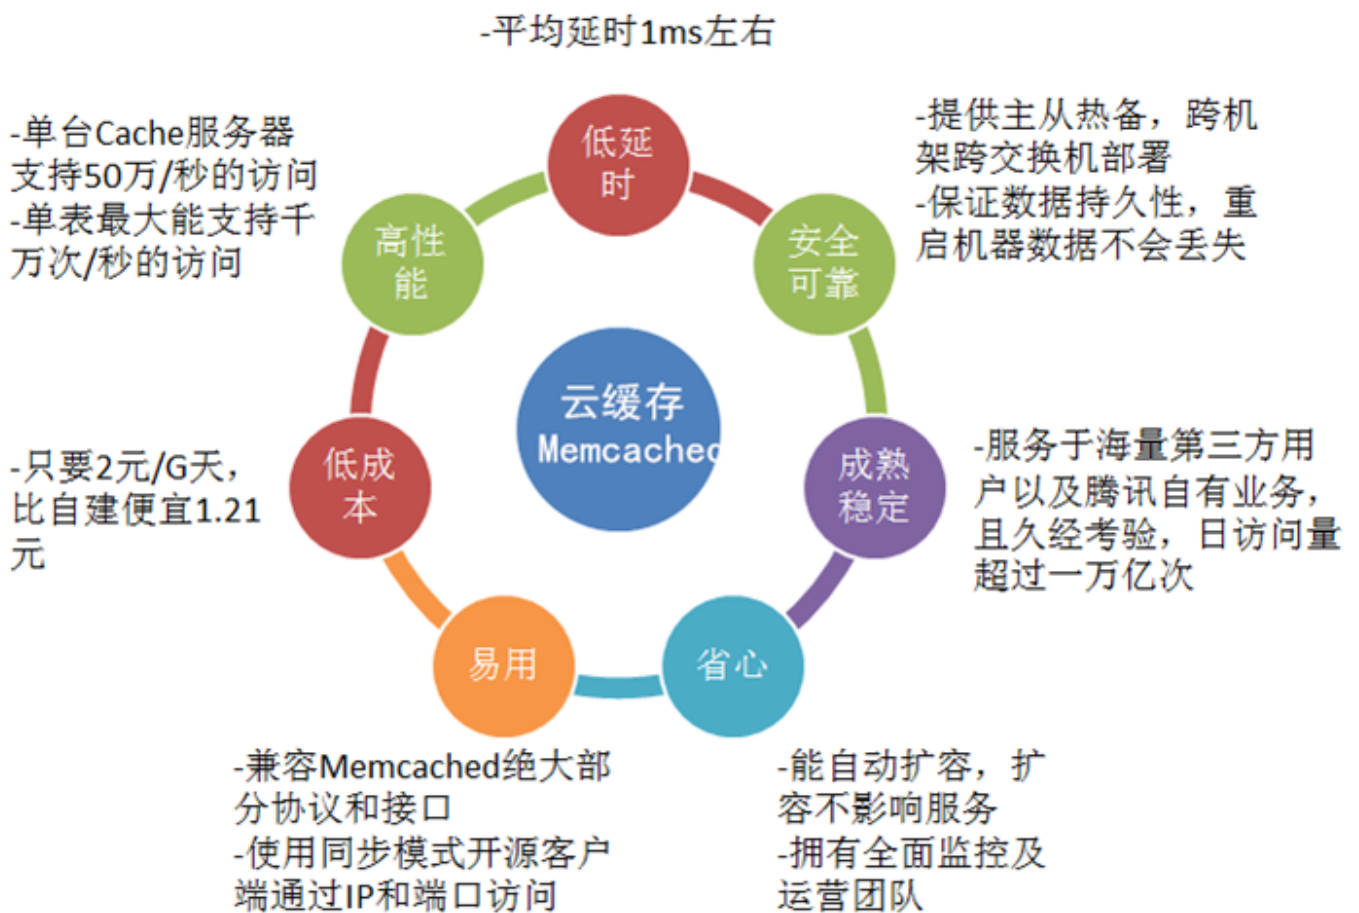 -平均延时1ms左右
低延
时
-提供主从热备，跨机
架跨交换机部署
-保证数据持久性，重
启机器数据不会丢失
安全
可靠
-服务于海量第三方用
户以及腾讯自有业务，
且久经考验，日访问量
超过一万亿次
成熟
稳定
省心
-能自动扩容，扩
容不影响服务
-拥有全面监控及
运营团队
易用
-兼容Memcached绝大部
分协议和接口
-使用同步模式开源客户
端通过IP和端口访问
低成
本
-只要2元/G天，
比自建便宜1.21
元
高性
能
-单台Cache服务器
支持50万/秒的访问
-单表最大能支持千
万次/秒的访问
云缓存
Memcached